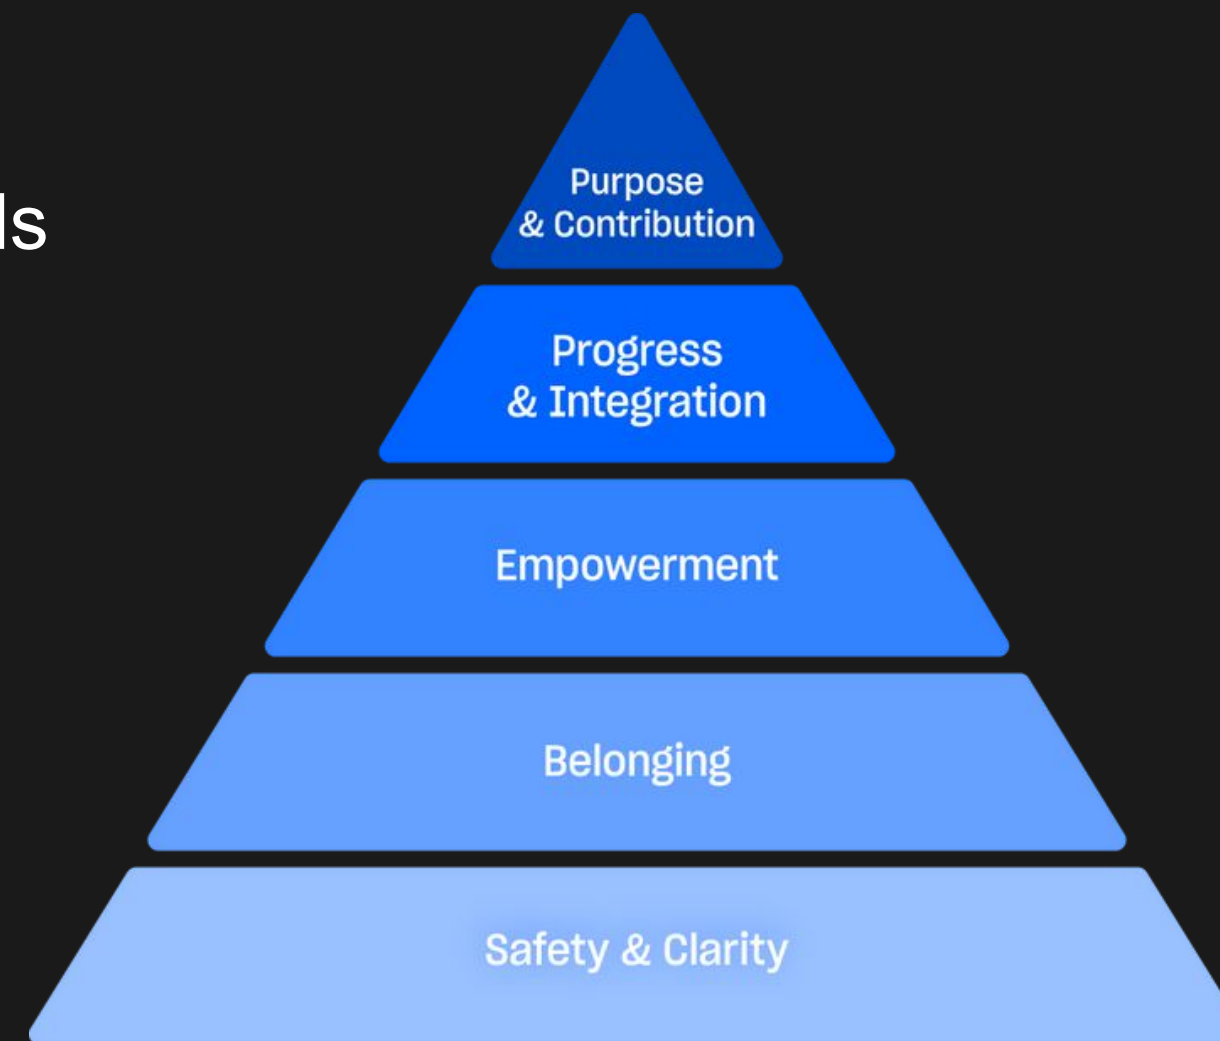 Purpose
& Contribution
Progress
& Integration
Empowerment
Belonging
Safety & Clarity